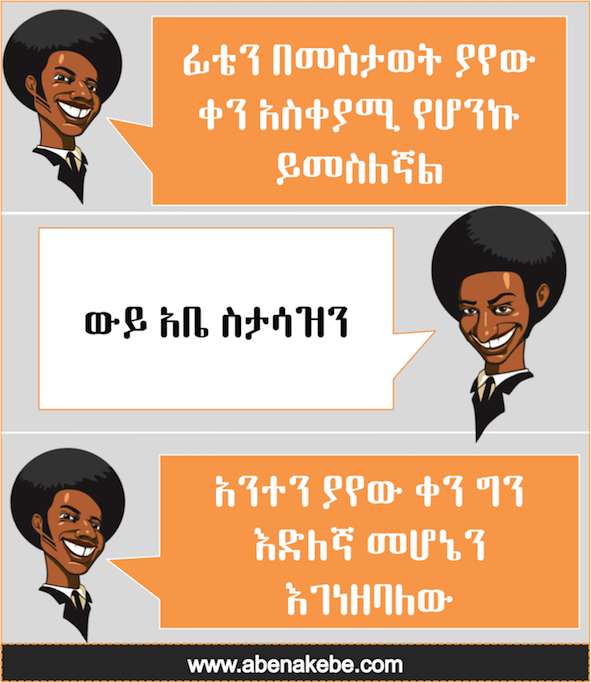 ፊቴን በመስታወት ያየው
ቀን አስቀያሚ የሆንኩ
ይመስለኛል
ውይ አቤ ስታሳዝን
አንተን ያየው ቀን ግን
እድለኛ መሆኔን
እገነዘባለው
www.abenakebe.com